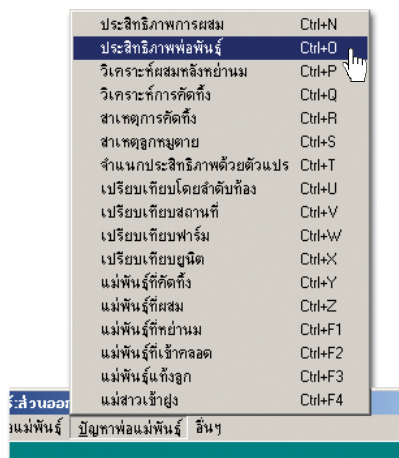 ประสิทธิภาพการผสม Ctrl+N
ประสิทธิภาพพ่อพันธุ์ Ctrl+O
วิเคราะห์ผสมหลังหย่านม Ctrl+P
วิเคราะห์การคัดทิ้ง Ctrl+Q
สาเหตุการคัดทิ้ง Ctrl+R
สาเหตุลูกหมูตาย Ctrl+S
จำแนกประสิทธิภาพด้วยตัวแปร Ctrl+T
เปรียบเทียบโดยลำดับท้อง Ctrl+U
เปรียบเทียบสถานที่ Ctrl+V
เปรียบเทียบฟาร์ม Ctrl+W
เปรียบเทียบยูนิต Ctrl+X
แม่พันธุ์ที่คัดทิ้ง Ctrl+Y
แม่พันธุ์ที่ผสม Ctrl+Z
แม่พันธุ์ที่หย่านม Ctrl+F1
แม่พันธุ์ที่เข้าคลอด Ctrl+F2
แม่พันธุ์แท้งลูก Ctrl+F3
แม่สาวเข้าฝูง Ctrl+F4
:ส่วนออก
แม่พันธุ์ ปัญหาพ่อแม่พันธุ์ อื่นๆ